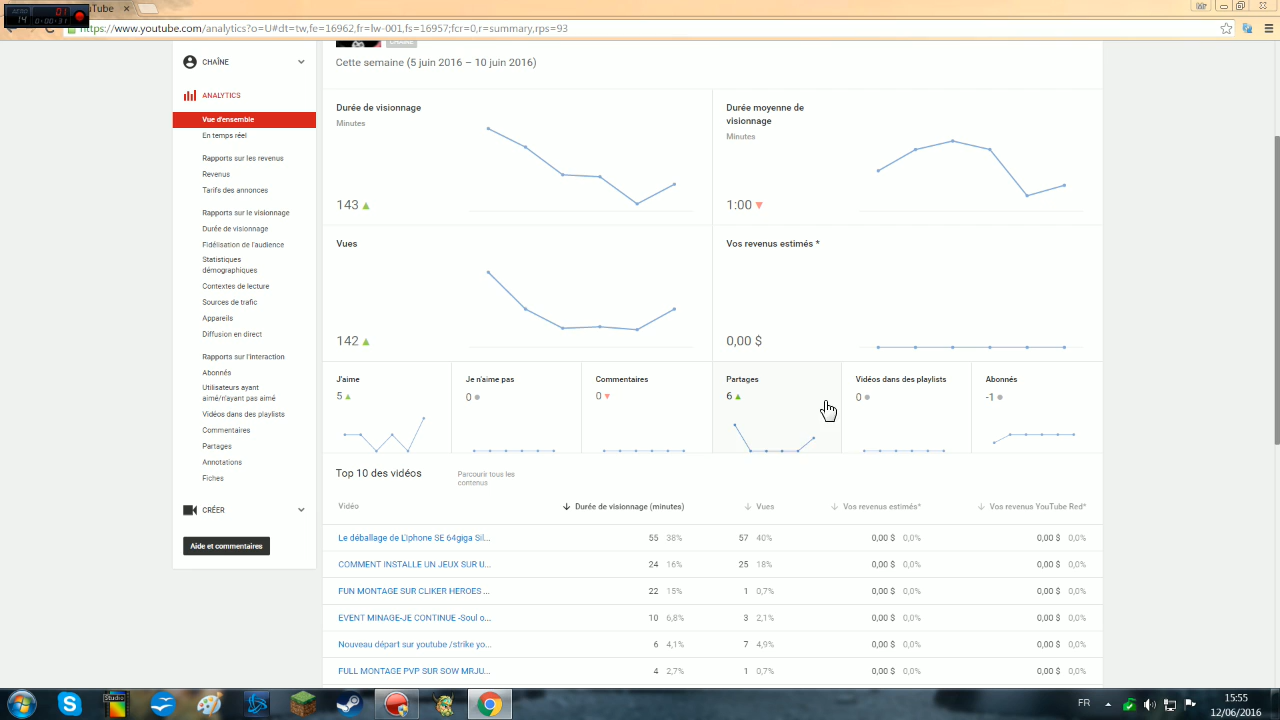 uTube
01
14
0:00:31
https://www.youtube.com/analytics?o=U#dt=tw,fe=16962,fr=lw-001,fs=16957;fcr=0,r=summary,rps=93
CHAÎNE
Cette semaine (5 juin 2016 – 10 juin 2016)
ANALYTICS
Vue d'ensemble
En temps réel
Rapports sur les revenus
Revenus
Tarifs des annonces
Rapports sur le visionnage
Durée de visionnage
Fidélisation de l'audience
Statistiques
démographiques
Contextes de lecture
Sources de trafic
Appareils
Diffusion en direct
Rapports sur l'interaction
Abonnés
Utilisateurs ayant
aimé/n'ayant pas aimé
Vidéos dans des playlists
Commentaires
Partages
Annotations
Fiches
CRÉER
Aide et commentaires
Durée de visionnage
Minutes
143
Durée moyenne de
visionnage
Minutes
1:00
Vues
142
Vos revenus estimés *
0,00 $
J'aime
5
Je n'aime pas
0
Commentaires
0
Partages
6
Vidéos dans des playlists
0
Abonnés
-1
Top 10 des vidéos
Parcourir tous les
contenus
Vidéo Durée de visionnage (minutes) Vues Vos revenus estimés* Vos revenus YouTube Red*
Le déballage de L'iphone SE 64giga Sil... 55 38% 57 40% 0,00 $ 0,0% 0,00 $ 0,0%
COMMENT INSTALLE UN JEUX SUR U... 24 16% 25 18% 0,00 $ 0,0% 0,00 $ 0,0%
FUN MONTAGE SUR CLIKER HEROES ... 22 15% 1 0,7% 0,00 $ 0,0% 0,00 $ 0,0%
EVENT MINAGE-JE CONTINUE -Soul o... 10 6,8% 3 2,1% 0,00 $ 0,0% 0,00 $ 0,0%
Nouveau départ sur youtube /strike yo... 6 4,1% 7 4,9% 0,00 $ 0,0% 0,00 $ 0,0%
FULL MONTAGE PVP SUR SOW MRJU... 4 2,7% 1 0,7% 0,00 $ 0,0% 0,00 $ 0,0%
Studio
FR
15:55
12/06/2016